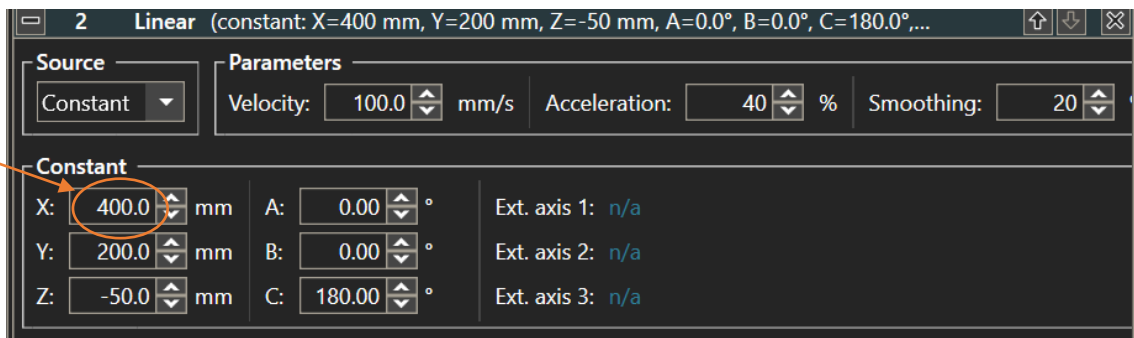 2 Linear (constant: X=400 mm, Y=200 mm, Z=-50 mm, A=0.0°, B=0.0°, C=180.0°,...
Source
Parameters
Constant Velocity: 100.0 mm/s Acceleration: 40 % Smoothing: 20
Constant
X: 400.0 mm A: 0.00 ° Ext. axis 1: n/a
Y: 200.0 mm B: 0.00 ° Ext. axis 2: n/a
Z: -50.0 mm C: 180.00 ° Ext. axis 3: n/a